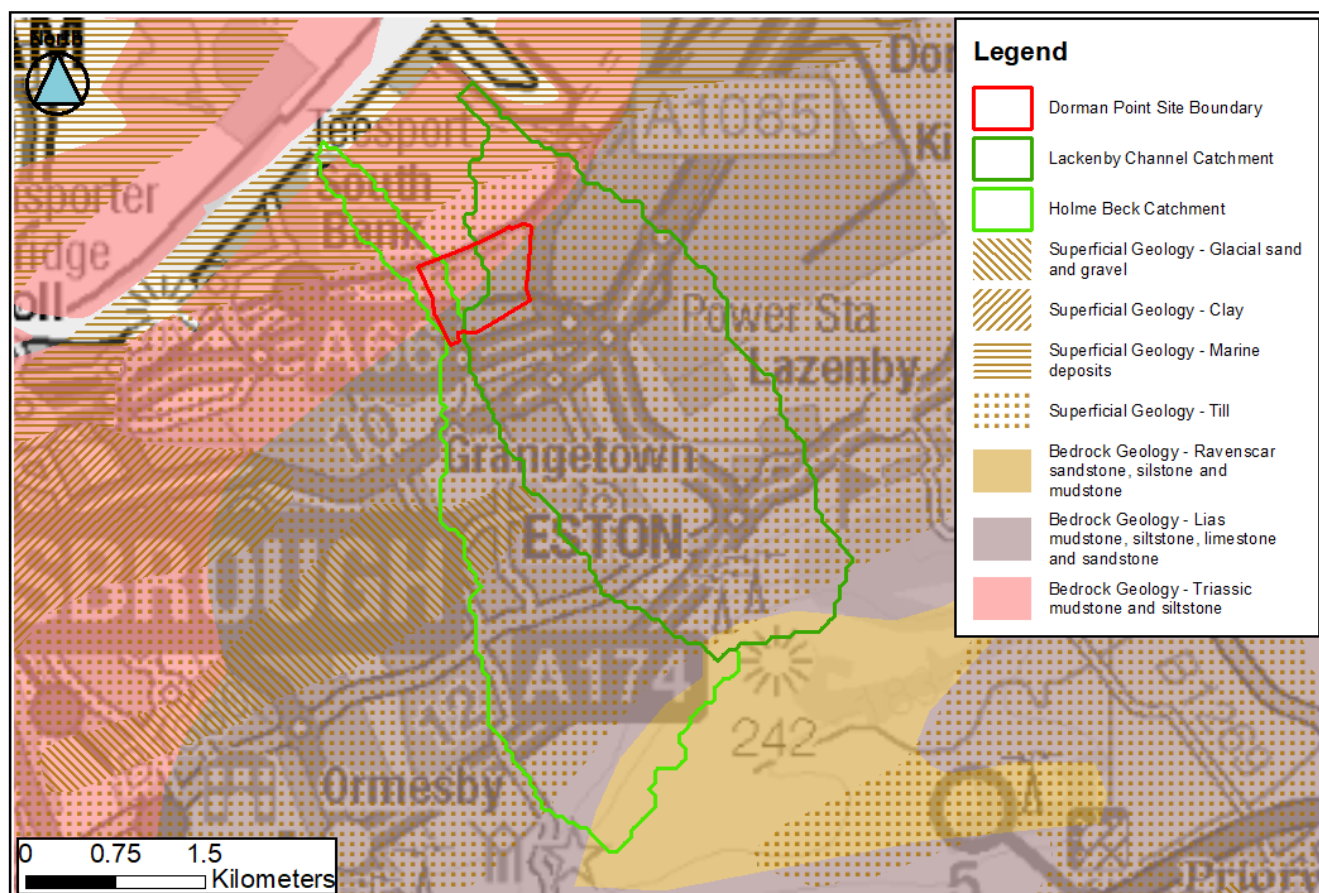 North
Teesport
South
Bank
A1085
Power Sta
Lazenby
Grangetown
ESTON
A174
242
Ormesby
5
0 0.75 1.5
Kilometers
Legend
Dorman Point Site Boundary
Lackenby Channel Catchment
Holme Beck Catchment
Superficial Geology - Glacial sand
and gravel
Superficial Geology - Clay
Superficial Geology - Marine
deposits
Superficial Geology - Till
Bedrock Geology - Ravenscar
sandstone, silstone and
mudstone
Bedrock Geology - Lias
mudstone, siltstone, limestone
and sandstone
Bedrock Geology - Triassic
mudstone and siltstone